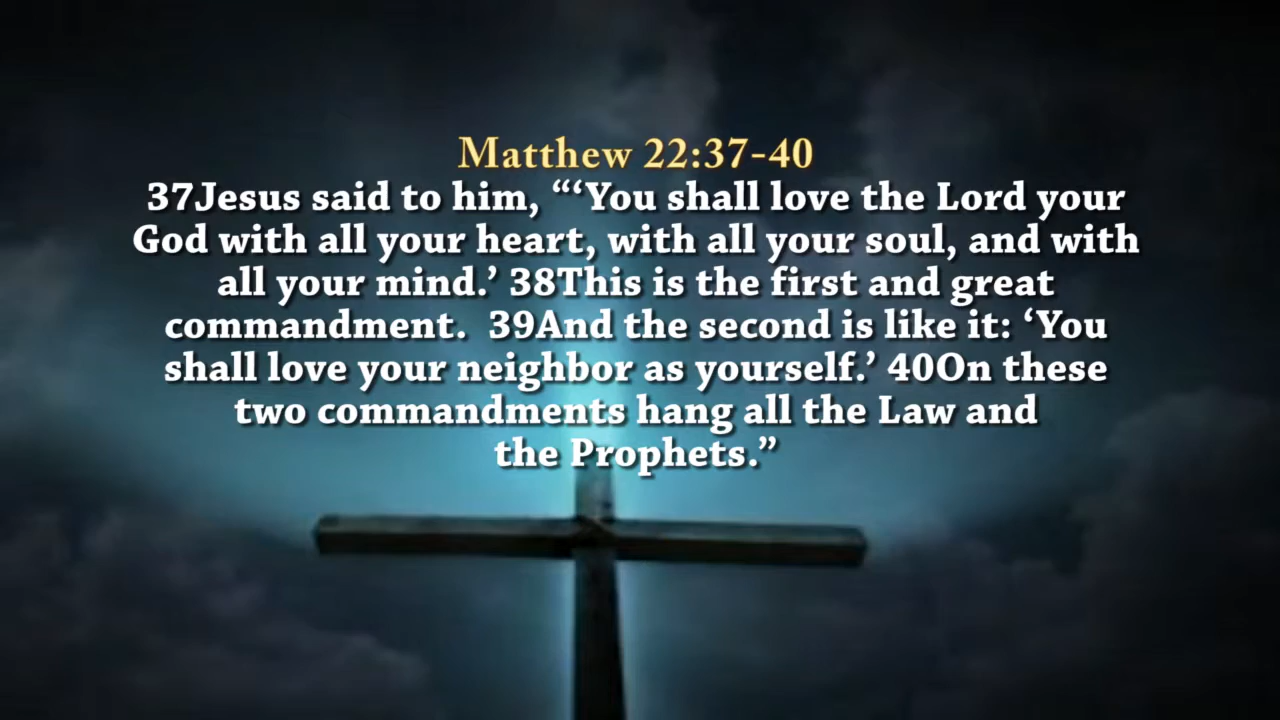 Matthew 22:37-40
37Jesus said to him, “‘You shall love the Lord your
God with all your heart, with all your soul, and with
all your mind.’ 38This is the first and great
commandment.  39And the second is like it: ‘You
shall love your neighbor as yourself.’ 40On these
two commandments hang all the Law and
the Prophets.”